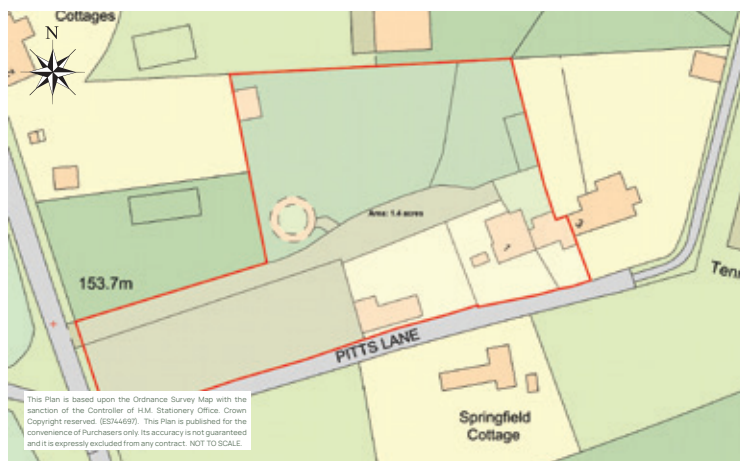 Cottages
N
Area: 1.4 acres
1
153.7m
Tenn
PITTS LANE
Springfield
Cottage
This Plan is based upon the Ordnance Survey Map with the
sanction of the Controller of H.M. Stationery Office. Crown
Copyright reserved. (ES744697). This Plan is published for the
convenience of Purchasers only. Its accuracy is not guaranteed
and it is expressly excluded from any contract. NOT TO SCALE.